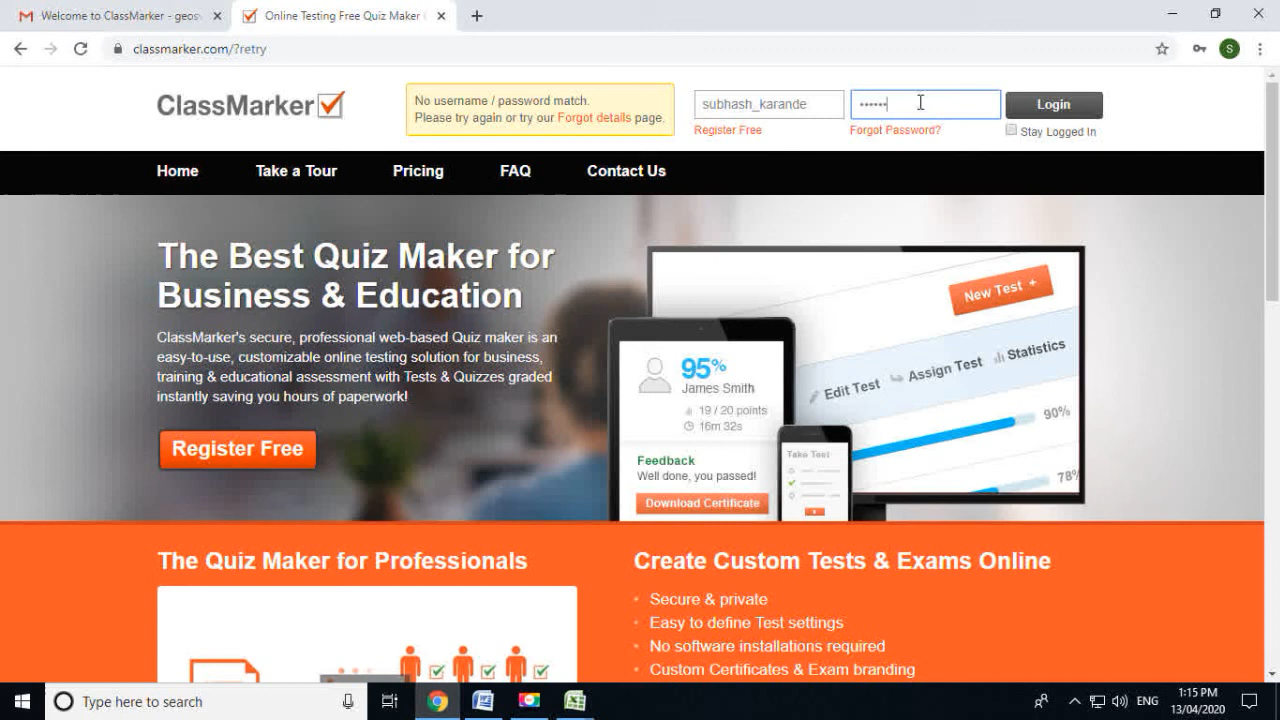 Welcome to ClassMarker - geosv
Online Testing Free Quiz Maker
classmarker.com/?retry
S
ClassMarker
No username / password match.
Please try again or try our Forgot details page.
subhash_karande
••••••
Login
Register Free
Forgot Password?
Stay Logged In
Home
Take a Tour
Pricing
FAQ
Contact Us
The Best Quiz Maker for
Business & Education
ClassMarker's secure, professional web-based Quiz maker is an
easy-to-use, customizable online testing solution for business,
training & educational assessment with Tests & Quizzes graded
instantly saving you hours of paperwork!
Register Free
New Test +
Edit Test
Assign Test
Statistics
90%
78%
95%
James Smith
19 / 20 points
16m 32s
Feedback
Well done, you passed!
Download Certificate
Take Test
The Quiz Maker for Professionals
Create Custom Tests & Exams Online
• Secure & private
• Easy to define Test settings
• No software installations required
• Custom Certificates & Exam branding
Type here to search
ENG
1:15 PM
13/04/2020